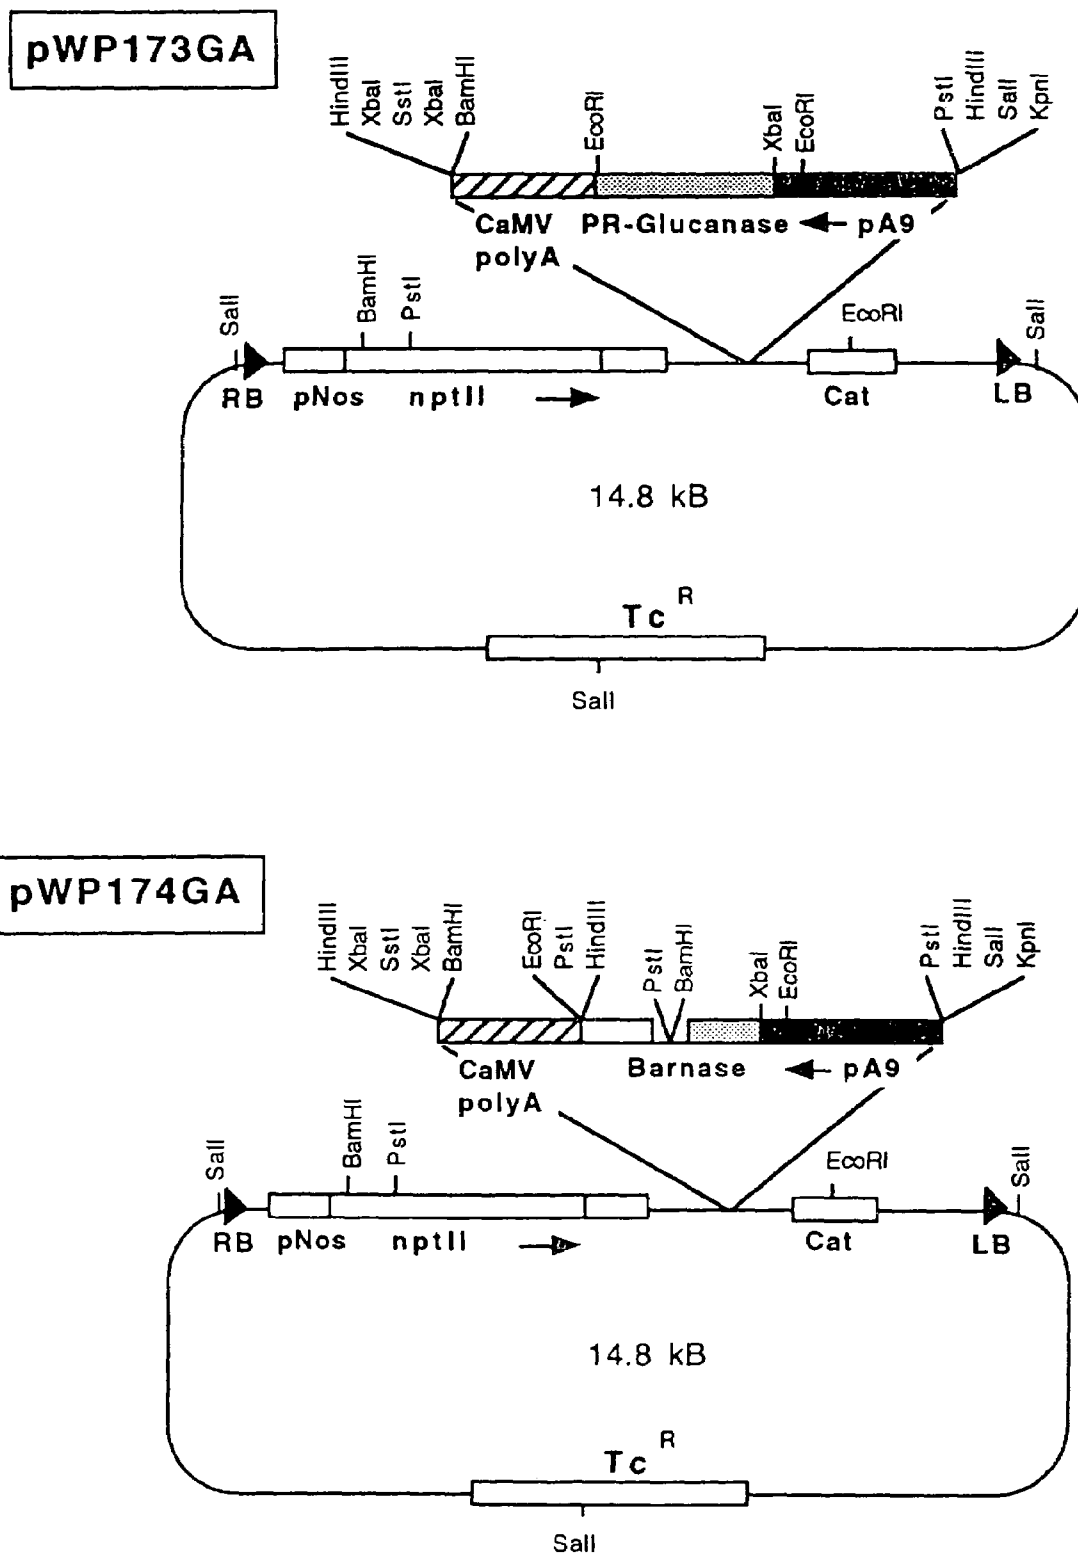 pWP173GA
HindIII
XbaI
SstI
XbaI
BamHI
EcoRI
XbaI
EcoRI
PstI
HindIII
SalI
KpnI
CaMV
polyA
PR-Glucanase
pA9
SalI
BamHI
PstI
EcoRI
SalI
RB
pNos
nptII
Cat
LB
14.8 kB
Tc R
SalI
pWP174GA
HindIII
XbaI
SstI
XbaI
BamHI
EcoRI
PstI
HindIII
PstI
BamHI
XbaI
EcoRI
PstI
HindIII
SalI
KpnI
CaMV
polyA
Barnase
pA9
SalI
BamHI
PstI
EcoRI
SalI
RB
pNos
nptII
Cat
LB
14.8 kB
Tc R
SalI